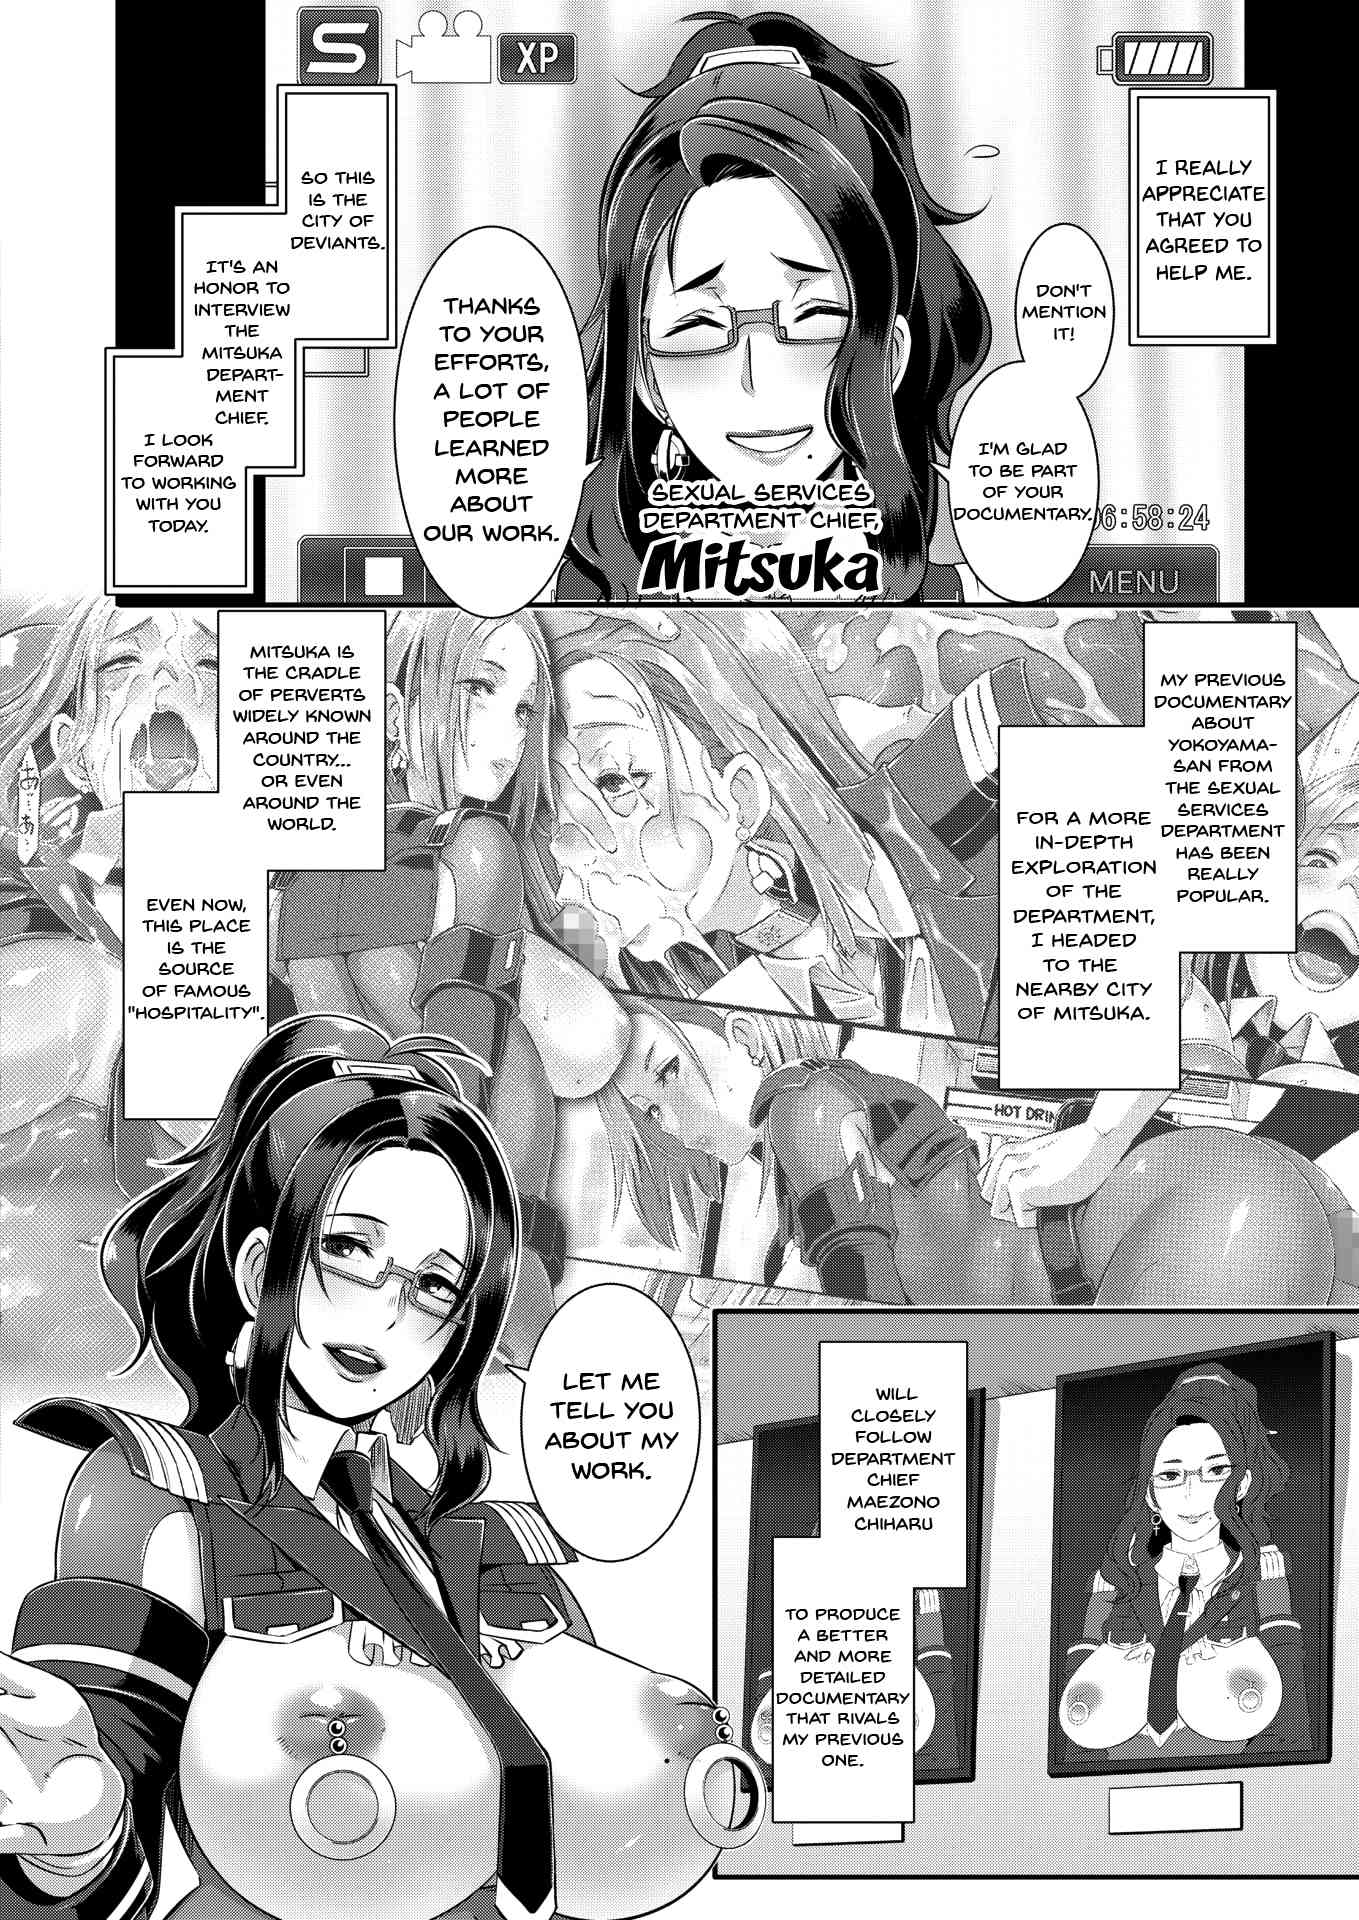 S
XP
I REALLY
APPRECIATE
THAT YOU
AGREED TO
HELP ME.
DON'T
MENTION
IT!
I'M GLAD
TO BE PART
OF YOUR
DOCUMENTARY.
THANKS
TO YOUR
EFFORTS,
A LOT OF
PEOPLE
LEARNED
MORE
ABOUT
OUR WORK.
SEXUAL SERVICES
DEPARTMENT CHIEF,
Mitsuka
06:58:24
MENU
SO THIS
IS THE
CITY OF
DEVIANTS.
IT'S AN
HONOR TO
INTERVIEW
THE
MITSUKA
DEPART-
MENT
CHIEF.
I LOOK
FORWARD
TO WORKING
WITH YOU
TODAY.
MY PREVIOUS
DOCUMENTARY
ABOUT
YOKOYAMA-
SAN FROM
THE SEXUAL
SERVICES
DEPARTMENT
HAS BEEN
REALLY
POPULAR.
FOR A MORE
IN-DEPTH
EXPLORATION
OF THE
DEPARTMENT,
I HEADED
TO THE
NEARBY CITY
OF MITSUKA.
MITSUKA IS
THE CRADLE
OF PERVERTS
WIDELY KNOWN
AROUND THE
COUNTRY...
OR EVEN
AROUND THE
WORLD.
EVEN NOW,
THIS PLACE
IS THE
SOURCE
OF FAMOUS
"HOSPITALITY".
HOT DRIN
WILL
CLOSELY
FOLLOW
DEPARTMENT
CHIEF
MAEZONO
CHIHARU
TO PRODUCE
A BETTER
AND MORE
DETAILED
DOCUMENTARY
THAT RIVALS
MY PREVIOUS
ONE.
LET ME
TELL YOU
ABOUT MY
WORK.